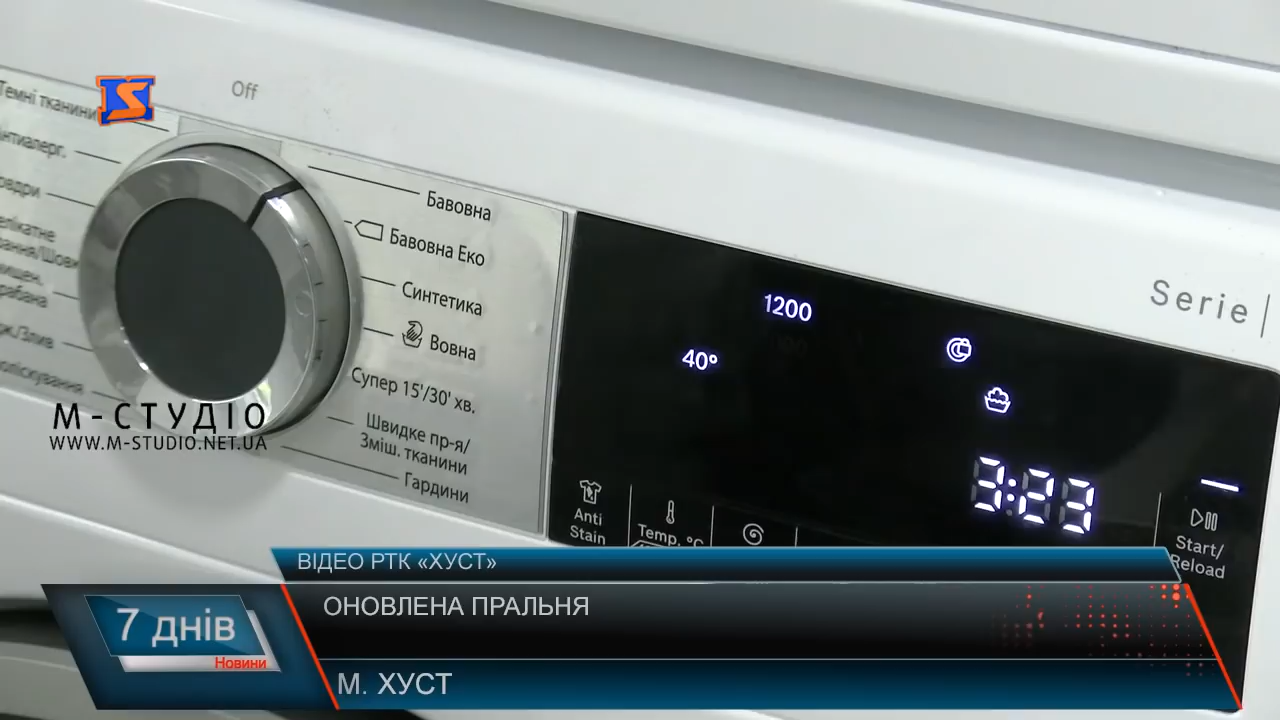 Off
Темні тканини
Бавовна
Бавовна Еко
Синтетика
Вовна
Супер 15'/30' хв.
Швидке пр-я/
Зміш. тканини
Гардини
1200
40°
Serie
3:23
Anti
Stain
Temp. °C
Start/
Reload
М-СТУДІО
WWW.M-STUDIO.NET.UA
ВІДЕО РТК «ХУСТ»
7 днів
Новини
ОНОВЛЕНА ПРАЛЬНЯ
М. ХУСТ